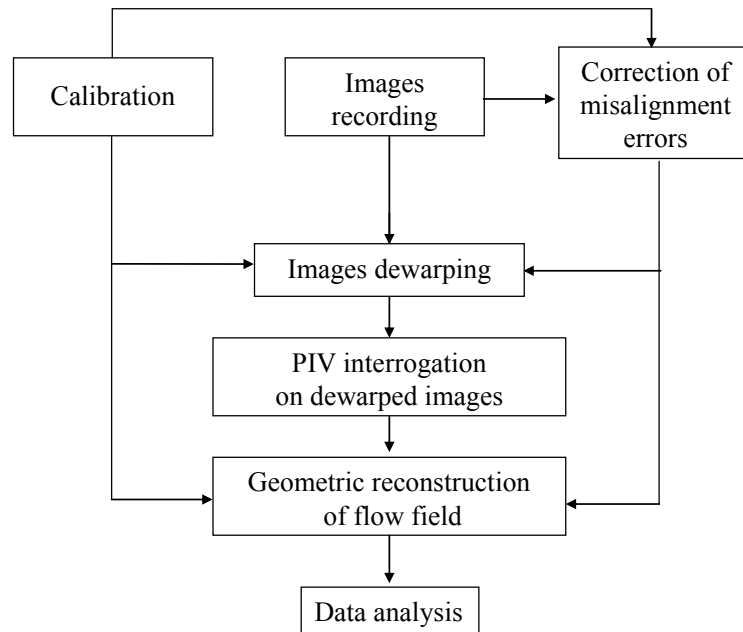 Calibration
Images
recording
Correction of
misalignment
errors
Images dewarping
PIV interrogation
on dewarped images
Geometric reconstruction
of flow field
Data analysis